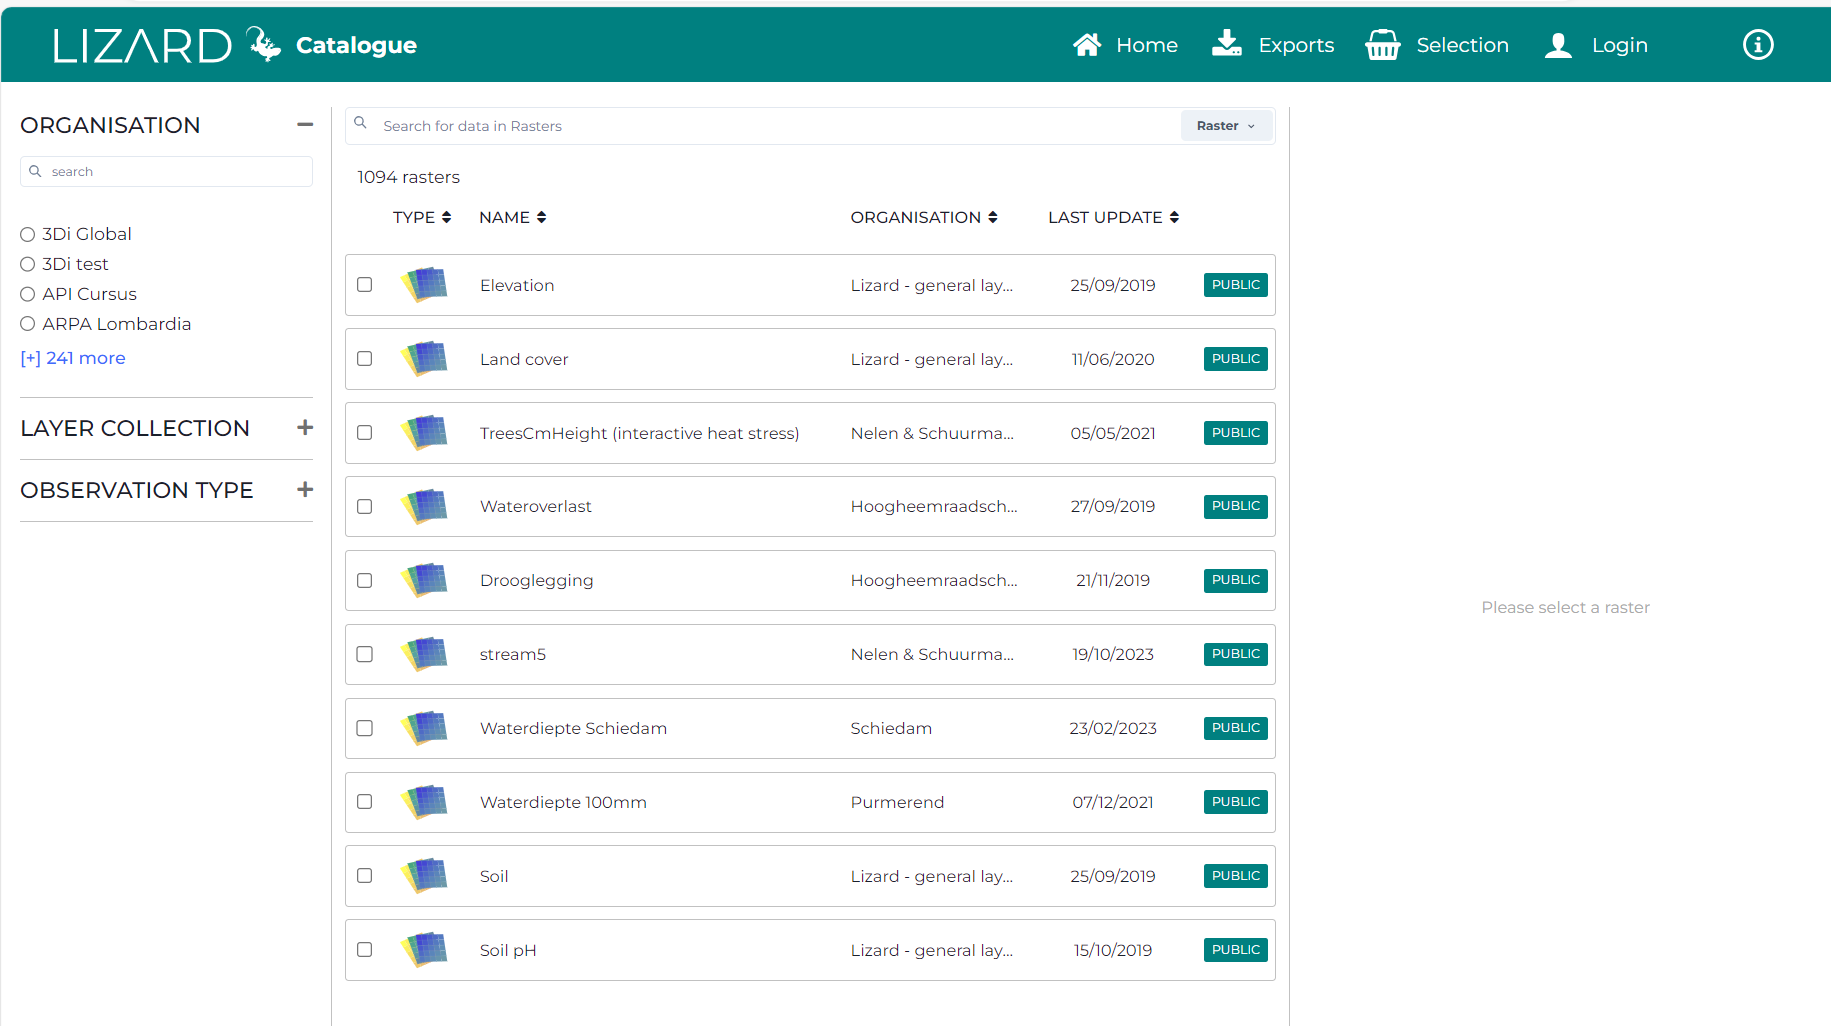 LIZARD Catalogue Home Exports Selection Login
ORGANISATION
search
3Di Global
3Di test
API Cursus
ARPA Lombardia
[+] 241 more
LAYER COLLECTION
OBSERVATION TYPE
Search for data in Rasters Raster
1094 rasters
TYPE NAME ORGANISATION LAST UPDATE
Elevation Lizard - general lay... 25/09/2019 PUBLIC
Land cover Lizard - general lay... 11/06/2020 PUBLIC
TreesCmHeight (interactive heat stress) Nelen & Schuurma... 05/05/2021 PUBLIC
Wateroverlast Hoogheemraadsch... 27/09/2019 PUBLIC
Drooglegging Hoogheemraadsch... 21/11/2019 PUBLIC
stream5 Nelen & Schuurma... 19/10/2023 PUBLIC
Waterdiepte Schiedam Schiedam 23/02/2023 PUBLIC
Waterdiepte 100mm Purmerend 07/12/2021 PUBLIC
Soil Lizard - general lay... 25/09/2019 PUBLIC
Soil pH Lizard - general lay... 15/10/2019 PUBLIC
Please select a raster